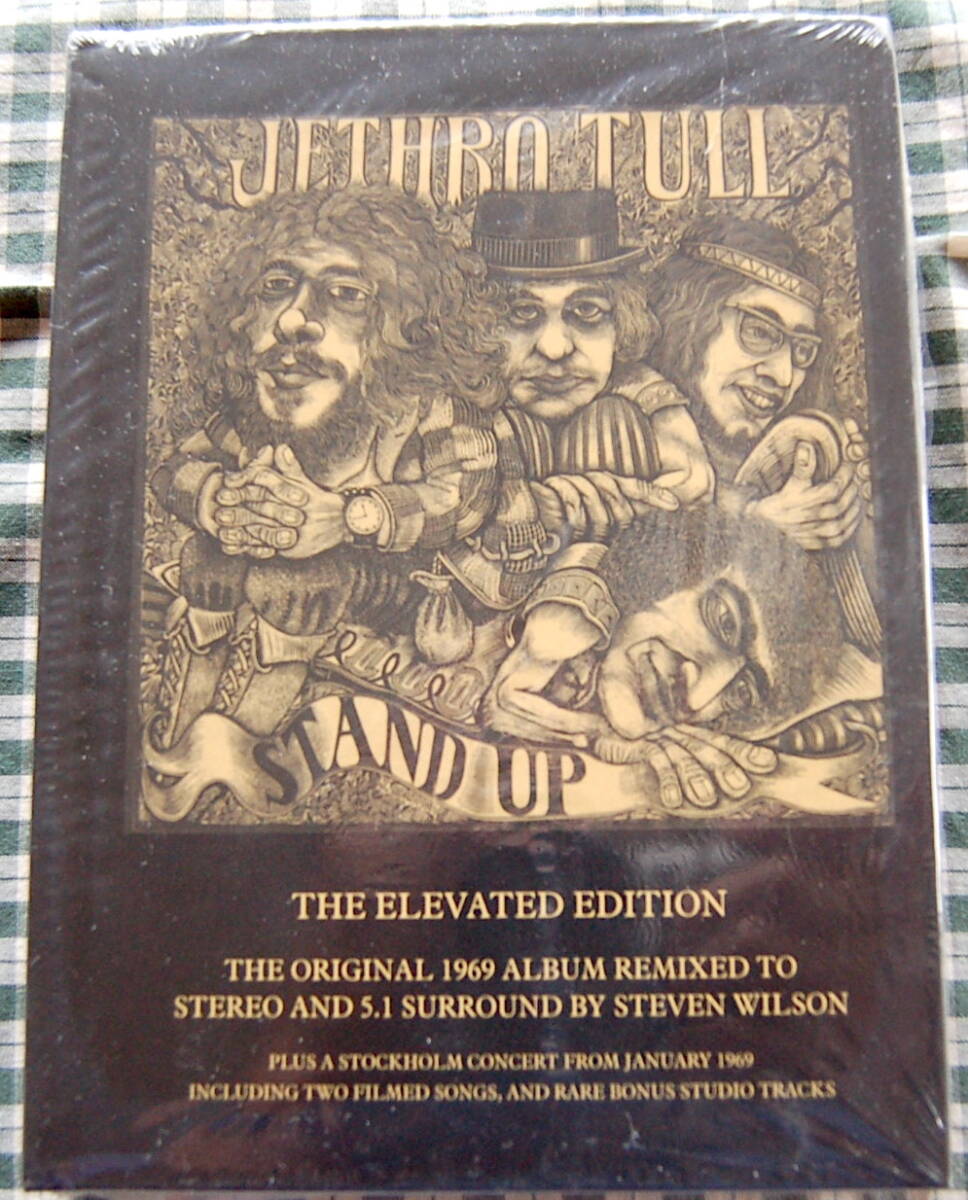 JETHRO TULL
STAND UP
THE ELEVATED EDITION
THE ORIGINAL 1969 ALBUM REMIXED TO
STEREO AND 5.1 SURROUND BY STEVEN WILSON
PLUS A STOCKHOLM CONCERT FROM JANUARY 1969
INCLUDING TWO FILMED SONGS, AND RARE BONUS STUDIO TRACKS